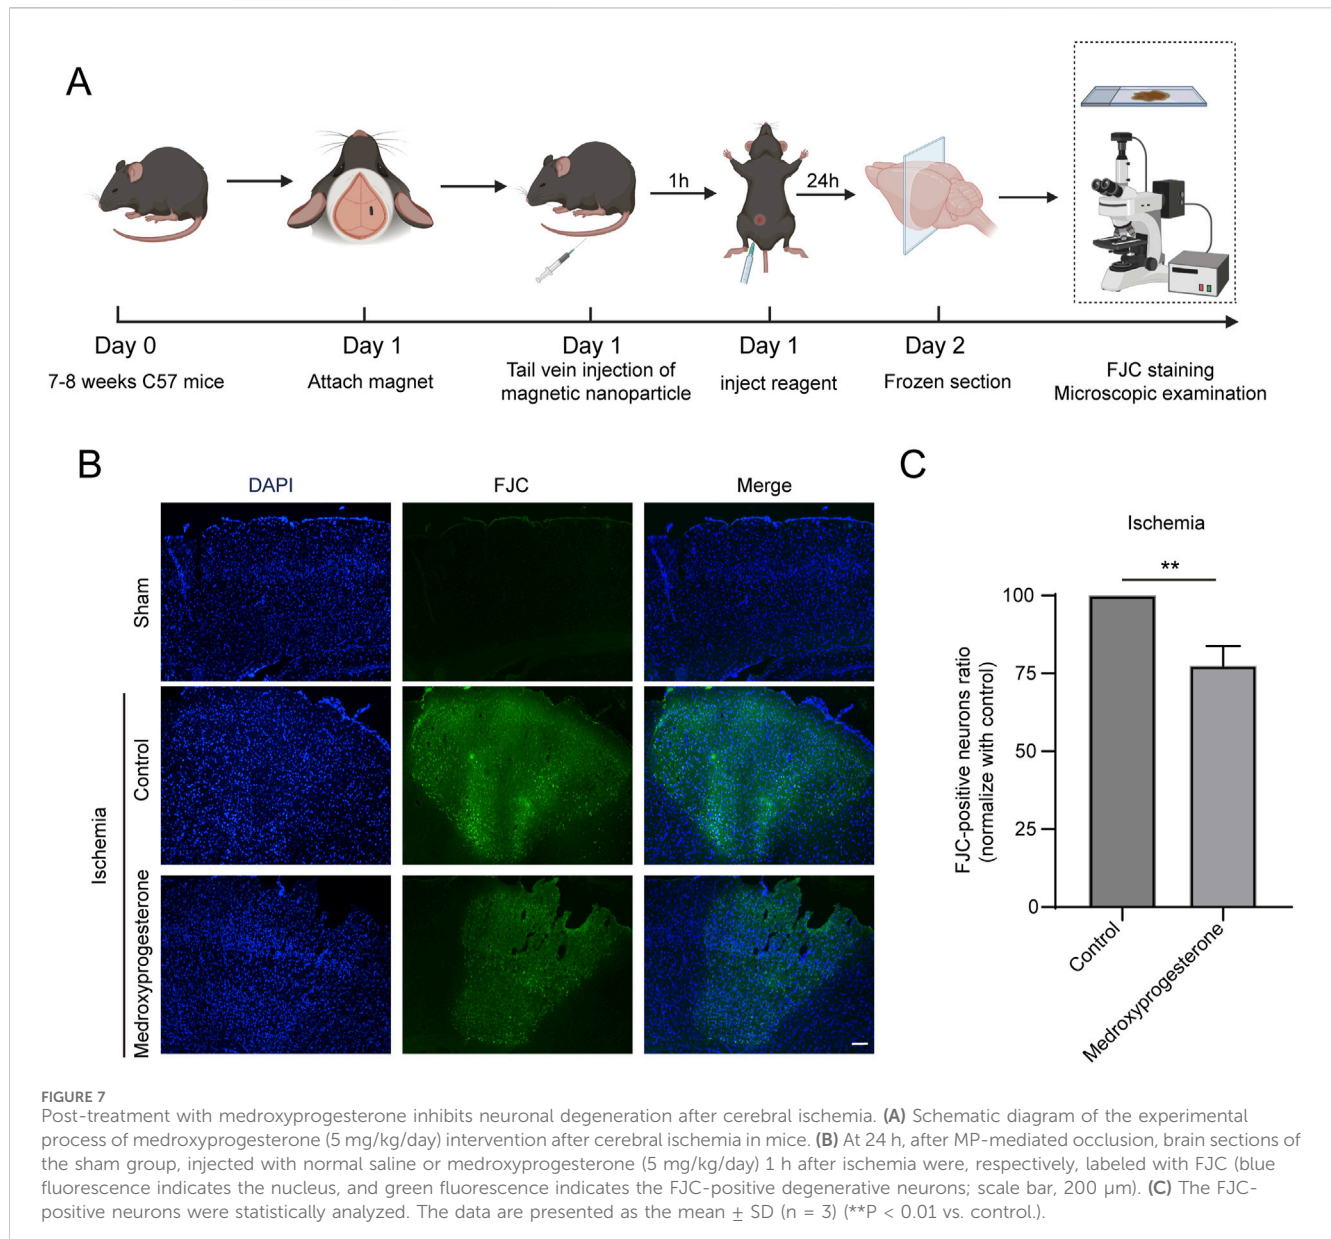 A
1h
24h
Day 0
Day 1
Day 1
Day 1
Day 2
7-8 weeks C57 mice
Attach magnet
Tail vein injection of
magnetic nanoparticle
inject reagent
Frozen section
FJC staining
Microscopic examination
B
DAPI
FJC
Merge
Sham
Ischemia
Control
Medroxyprogesterone
C
Ischemia
**
FJC-positive neurons ratio
(normalize with control)
100
75
50
25
0
Control
Medroxyprogesterone
FIGURE 7
Post-treatment with medroxyprogesterone inhibits neuronal degeneration after cerebral ischemia. (A) Schematic diagram of the experimental
process of medroxyprogesterone (5 mg/kg/day) intervention after cerebral ischemia in mice. (B) At 24 h, after MP-mediated occlusion, brain sections of
the sham group, injected with normal saline or medroxyprogesterone (5 mg/kg/day) 1 h after ischemia were, respectively, labeled with FJC (blue
fluorescence indicates the nucleus, and green fluorescence indicates the FJC-positive degenerative neurons; scale bar, 200 μm). (C) The FJC-
positive neurons were statistically analyzed. The data are presented as the mean ± SD (n = 3) (**P < 0.01 vs. control.).